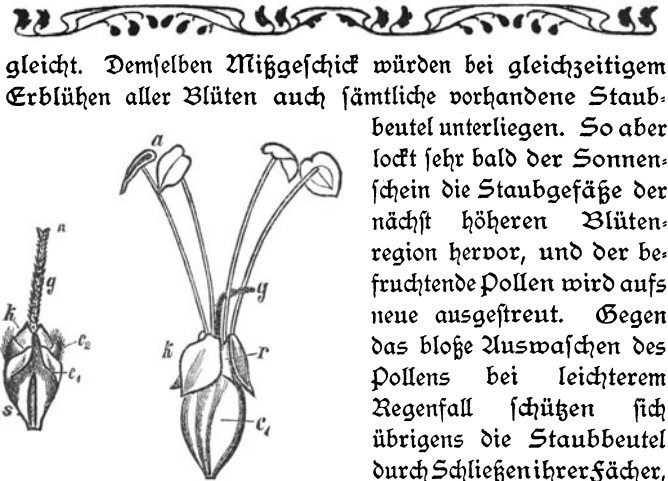 gleicht. Demselben Mißgeschick würden bei gleichzeitigem
Erblühen aller Blüten auch sämtliche vorhandene Staub-
beutel unterliegen. So aber
lockt sehr bald der Sonnen-
schein die Staubgefäße der
nächst höheren Blüten-
region hervor, und der be-
fruchtende Pollen wird aufs
neue ausgestreut. Gegen
das bloße Auswaschen des
Pollens bei leichterem
Regenfall schützen sich
übrigens die Staubbeutel
durch Schließen ihrer Fächer,
a
n
g
k
c₂
c₁
s
g
k
r
c₁